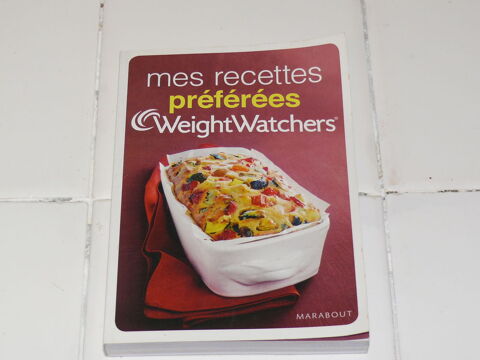 mes recettes
préférées
WeightWatchers®
MARABOUT